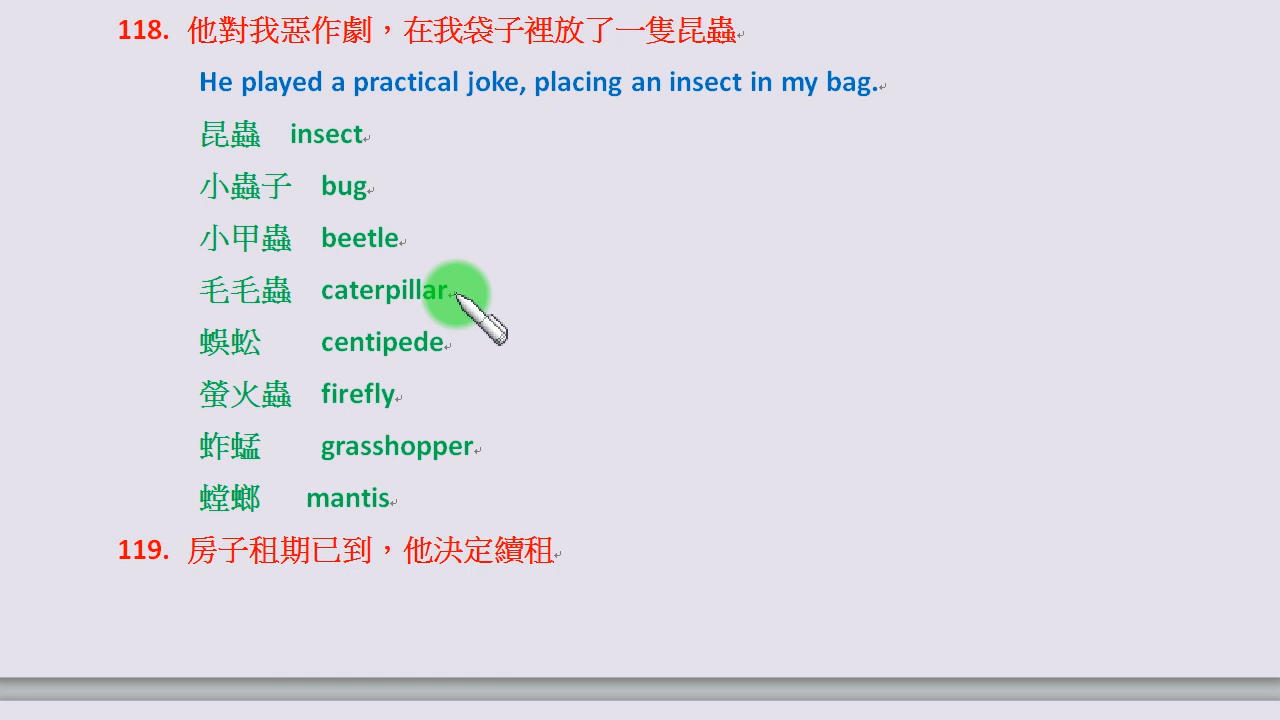 118. 他對我惡作劇，在我袋子裡放了一隻昆蟲
He played a practical joke, placing an insect in my bag.
昆蟲 insect
小蟲子 bug
小甲蟲 beetle
毛毛蟲 caterpillar
蜈蚣 centipede
螢火蟲 firefly
蚱蜢 grasshopper
螳螂 mantis
119. 房子租期已到，他決定續租